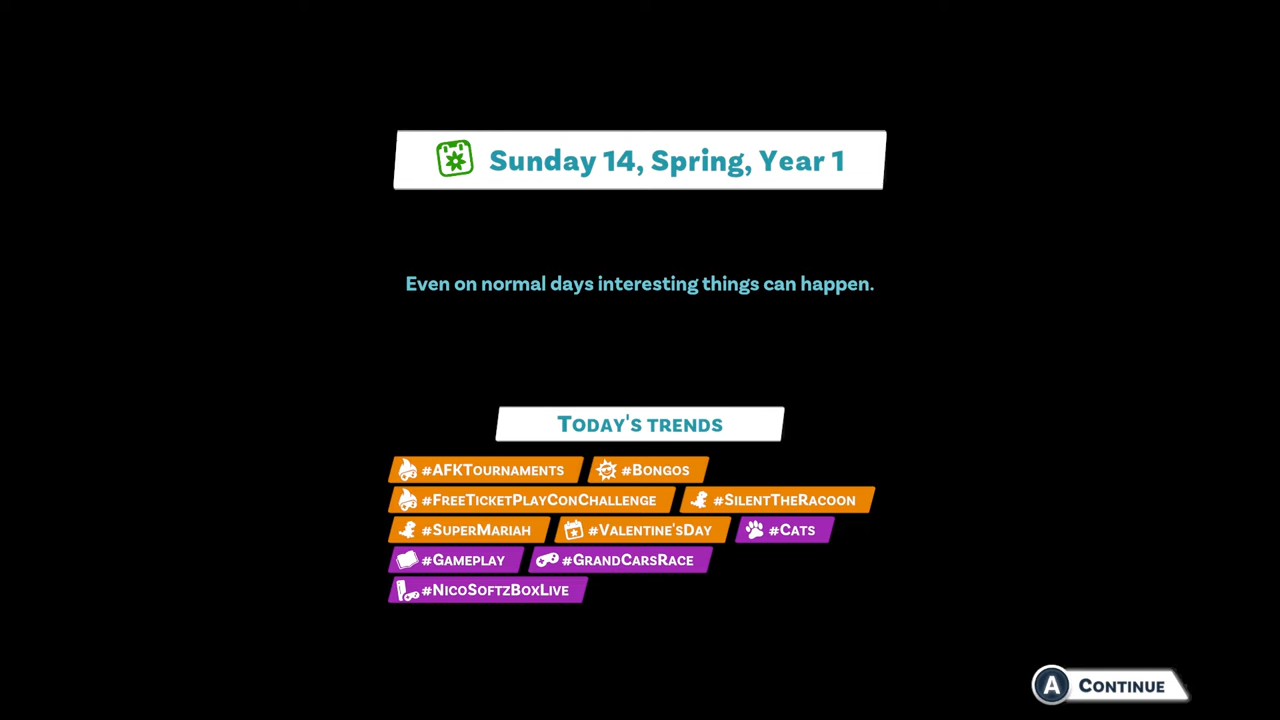 Sunday 14, Spring, Year 1
Even on normal days interesting things can happen.
Today's trends
#AFKTournaments #Bongos
#FreeTicketPlayConChallenge #SilentTheRacoon
#SuperMariah #Valentine'sDay #Cats
#Gameplay #GrandCarsRace
#NicoSoftzBoxLive
A Continue